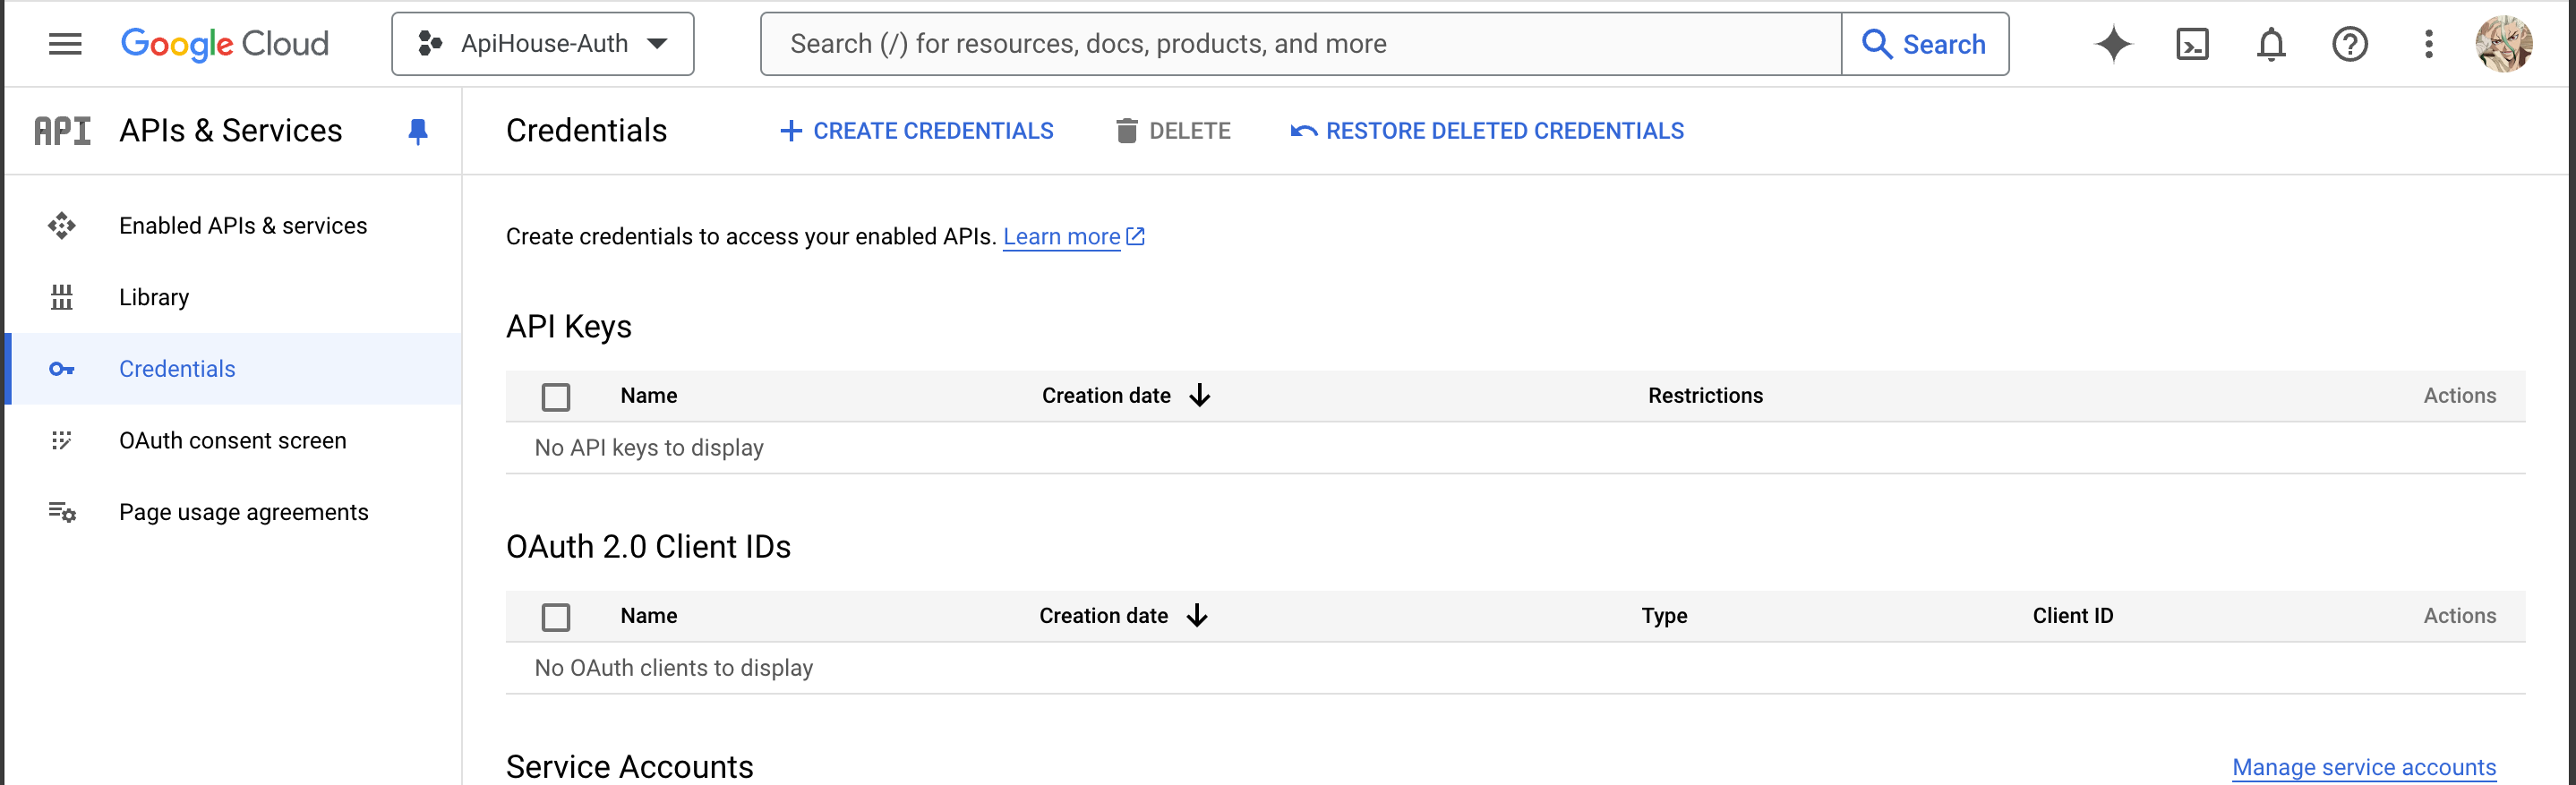 Google Cloud
ApiHouse-Auth
Search (/) for resources, docs, products, and more
Search
API
APIs & Services
Credentials
CREATE CREDENTIALS
DELETE
RESTORE DELETED CREDENTIALS
Enabled APIs & services
Library
Credentials
OAuth consent screen
Page usage agreements
Create credentials to access your enabled APIs. Learn more
API Keys
Name Creation date Restrictions Actions
No API keys to display
OAuth 2.0 Client IDs
Name Creation date Type Client ID Actions
No OAuth clients to display
Service Accounts
Manage service accounts